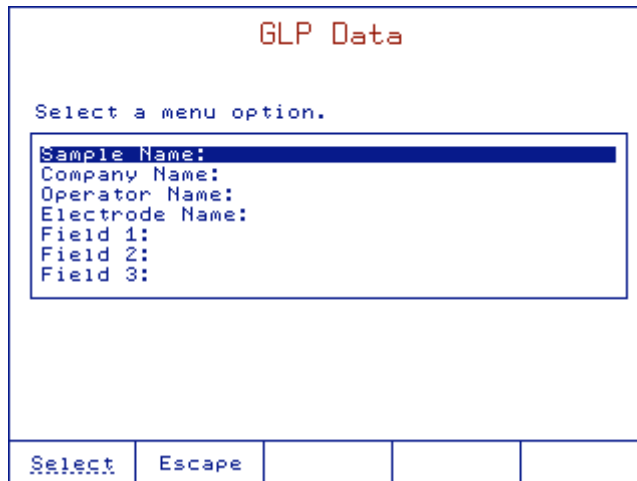 GLP Data
Select a menu option.
Sample Name:
Company Name:
Operator Name:
Electrode Name:
Field 1:
Field 2:
Field 3:
Select Escape